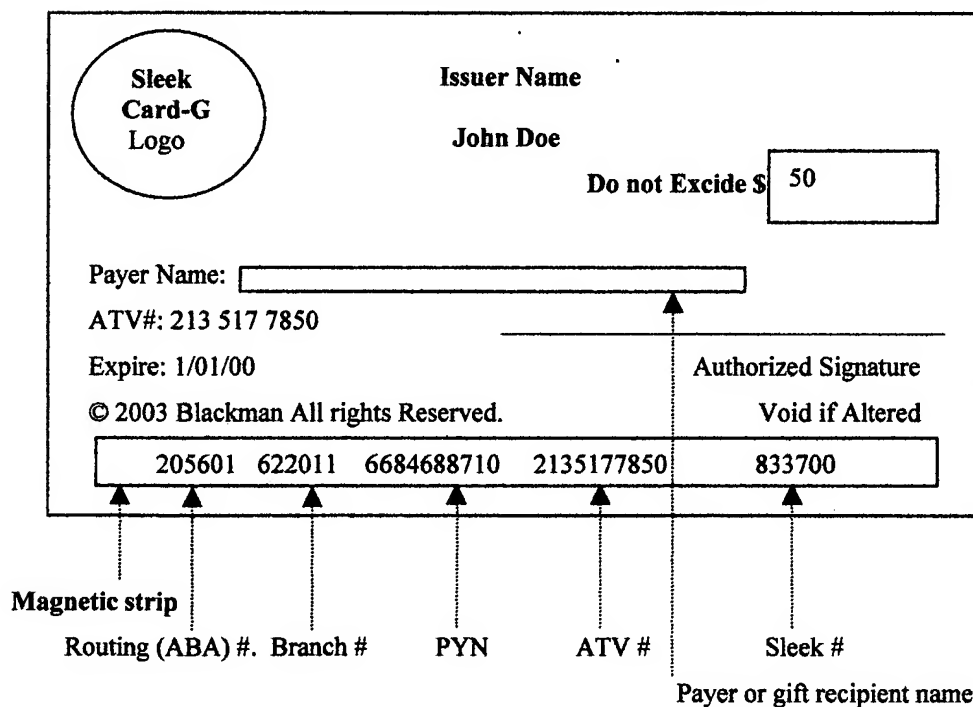 Sleek
Card-G
Logo
Issuer Name
John Doe
Do not Excide $ 50
Payer Name:
ATV#: 213 517 7850
Expire: 1/01/00
Authorized Signature
© 2003 Blackman All rights Reserved.
Void if Altered
205601 622011 6684688710 2135177850 833700
Magnetic strip
Routing (ABA) #. Branch # PYN ATV # Sleek #
Payer or gift recipient name